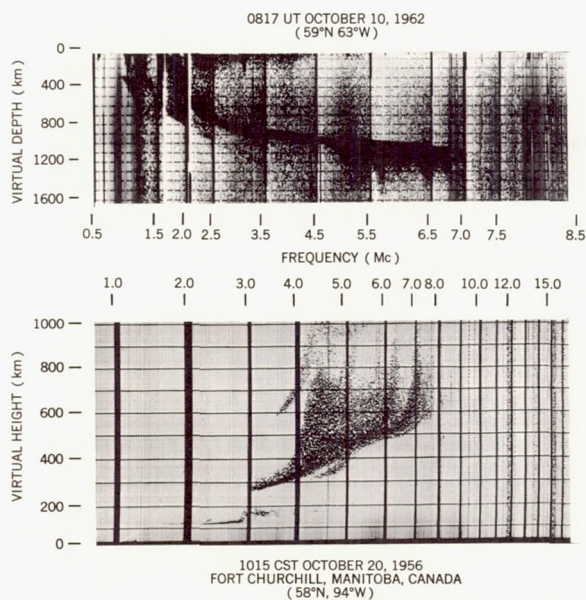 0817 UT OCTOBER 10, 1962
(59°N 63°W)
VIRTUAL DEPTH (km)
0
400
800
1200
1600
0.5 1.5 2.0 2.5 3.5 4.5 5.5 6.5 7.0 7.5 8.5
FREQUENCY (Mc)
1.0 2.0 3.0 4.0 5.0 6.0 7.0 8.0 10.0 12.0 15.0
VIRTUAL HEIGHT (km)
1000
800
600
400
200
0
1015 CST OCTOBER 20, 1956
FORT CHURCHILL, MANITOBA, CANADA
(58°N, 94°W)